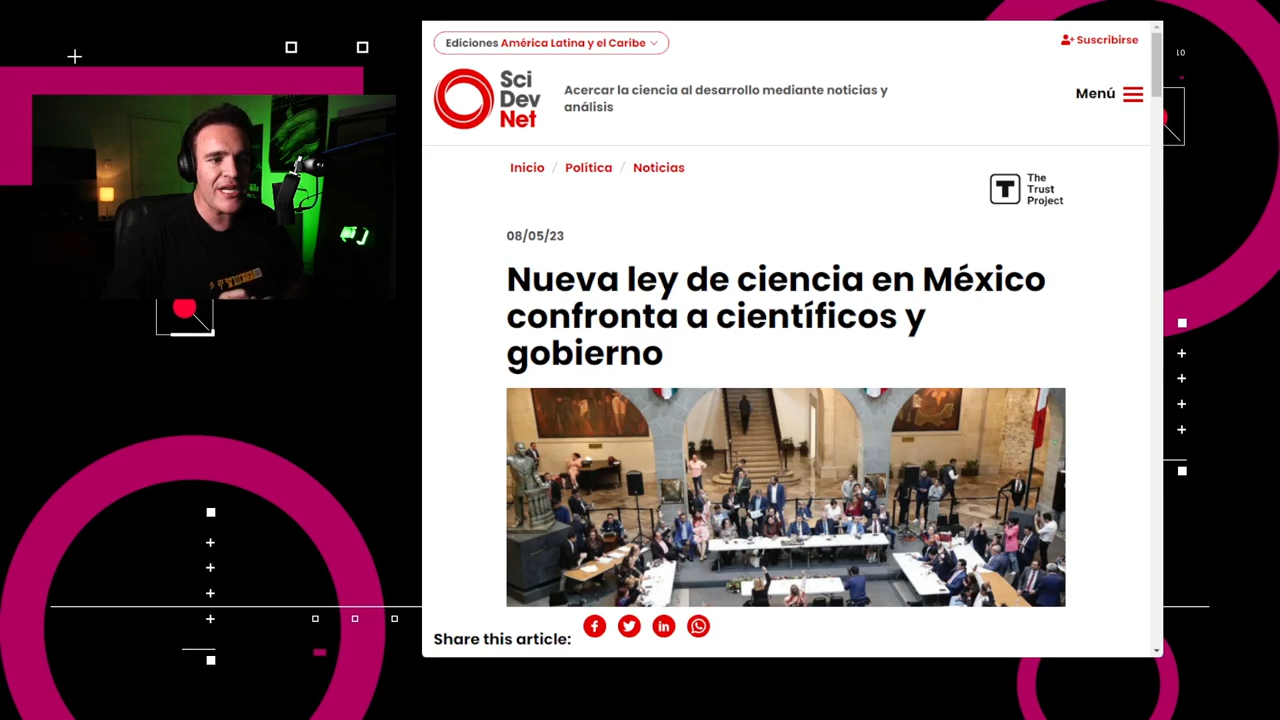 Ediciones América Latina y el Caribe
Suscribirse
Sci
Dev
Net
Acercar la ciencia al desarrollo mediante noticias y
análisis
Menú
Inicio / Política / Noticias
T
The
Trust
Project
08/05/23
Nueva ley de ciencia en México
confronta a científicos y
gobierno
Share this article:
10